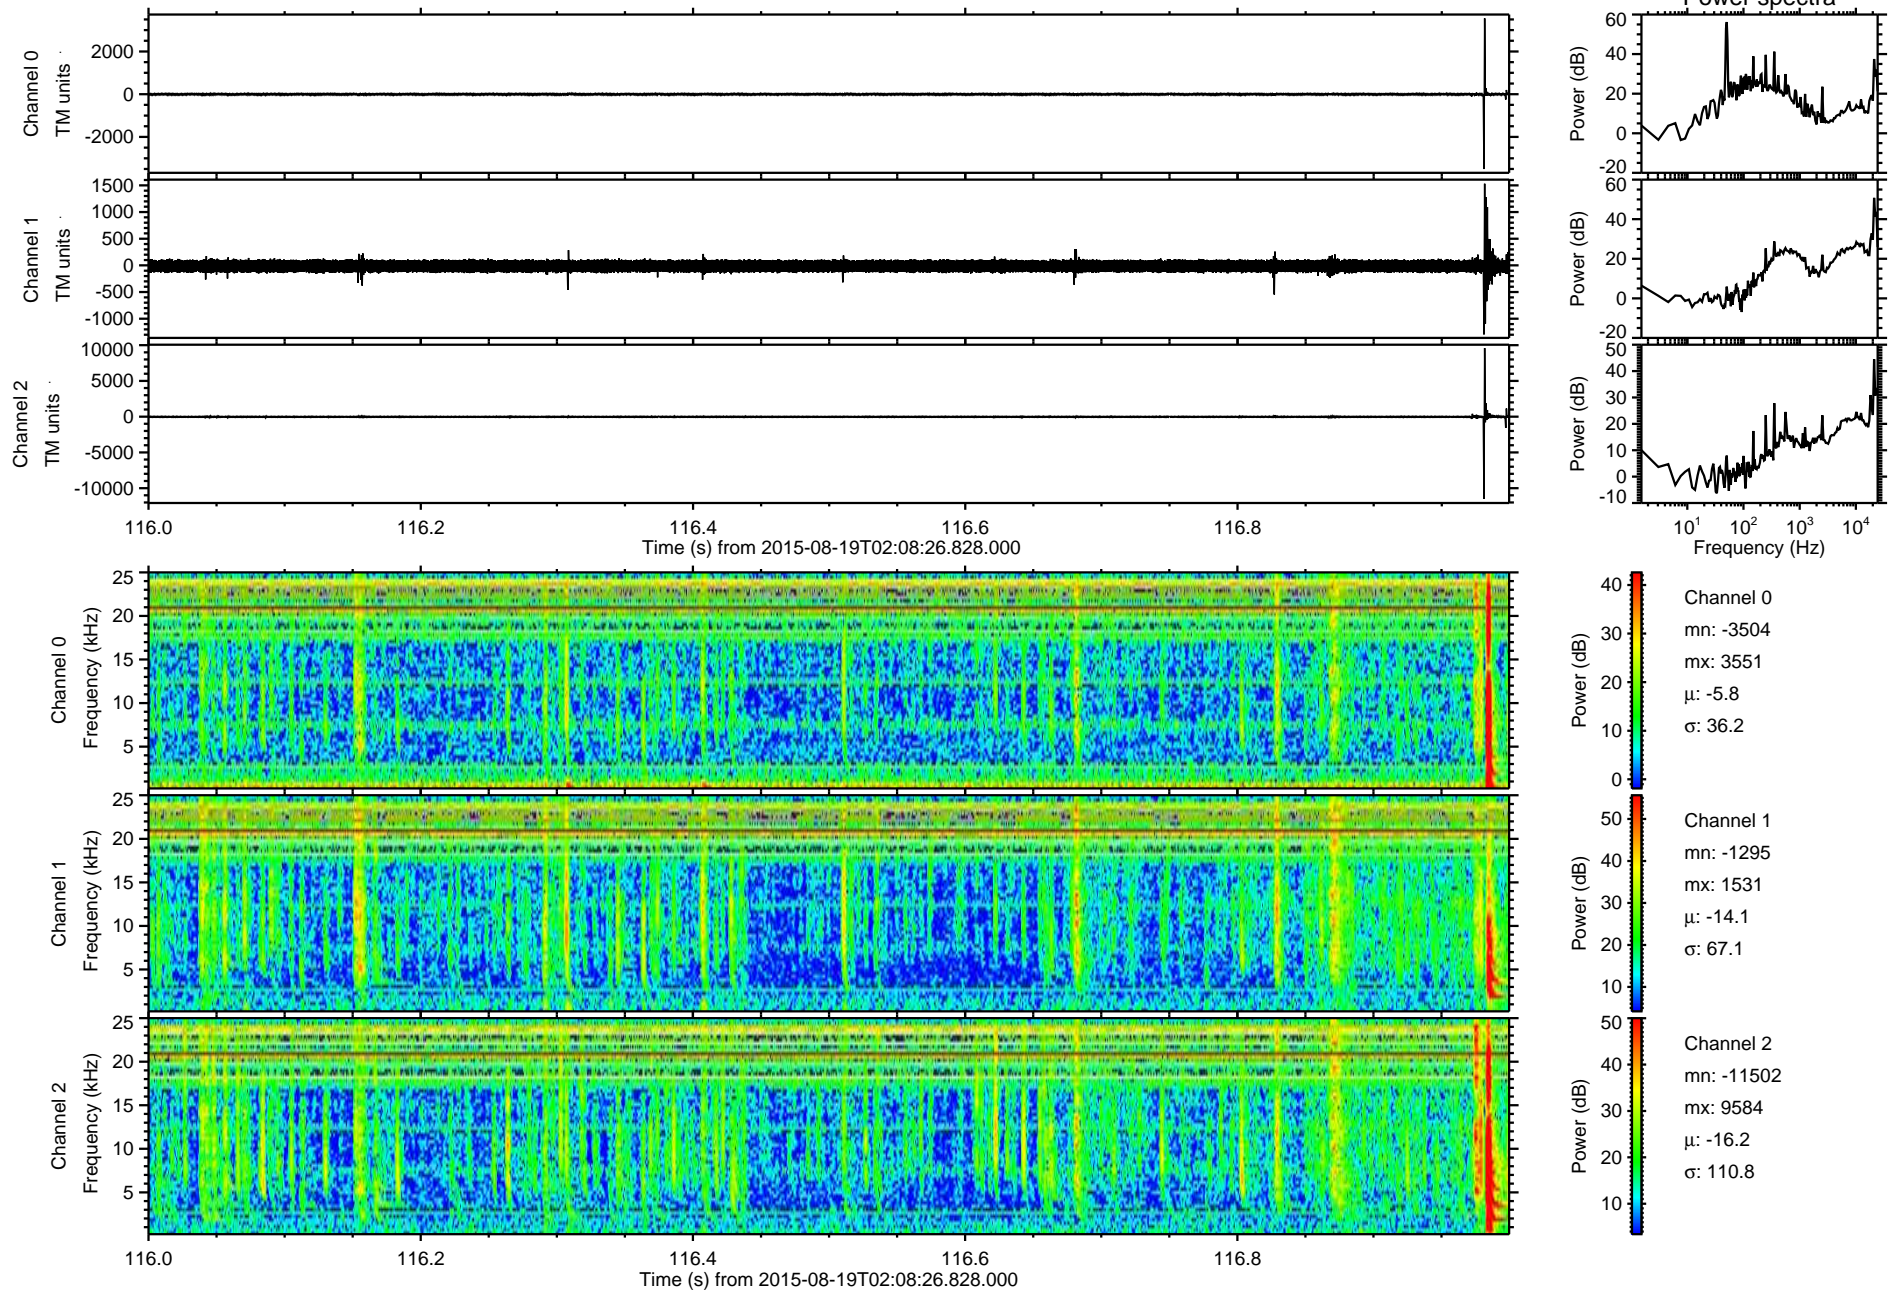 Power spectra
Channel 0
TM units
2000
0
-2000
Power (dB)
60
40
20
0
-20
Channel 1
TM units
1500
1000
500
0
-500
-1000
Power (dB)
60
40
20
0
-20
Channel 2
TM units
10000
5000
0
-5000
-10000
Power (dB)
50
40
30
20
10
0
-10
116.0 116.2 116.4 116.6 116.8
Time (s) from 2015-08-19T02:08:26.828.000
10^1 10^2 10^3 10^4
Frequency (Hz)
Channel 0
Frequency (kHz)
25
20
15
10
5
Power (dB)
40
30
20
10
0
Channel 0
mn: -3504
mx: 3551
μ: -5.8
σ: 36.2
Channel 1
Frequency (kHz)
25
20
15
10
5
Power (dB)
50
40
30
20
10
Channel 1
mn: -1295
mx: 1531
μ: -14.1
σ: 67.1
Channel 2
Frequency (kHz)
25
20
15
10
5
Power (dB)
50
40
30
20
10
Channel 2
mn: -11502
mx: 9584
μ: -16.2
σ: 110.8
116.0 116.2 116.4 116.6 116.8
Time (s) from 2015-08-19T02:08:26.828.000